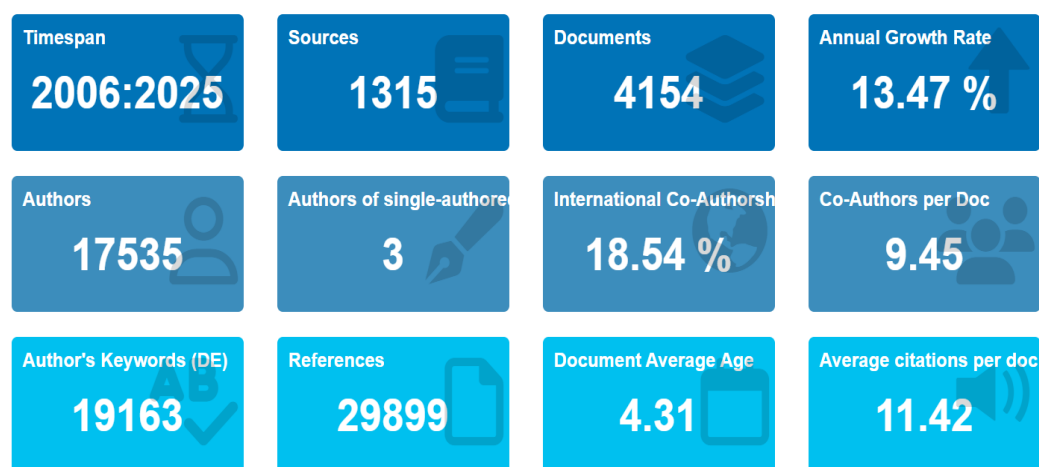 Timespan
2006:2025
Sources
1315
Documents
4154
Annual Growth Rate
13.47 %
Authors
17535
Authors of single-authore
3
International Co-Authorsh
18.54 %
Co-Authors per Doc
9.45
Author's Keywords (DE)
19163
AB
References
29899
Document Average Age
4.31
Average citations per doc
11.42